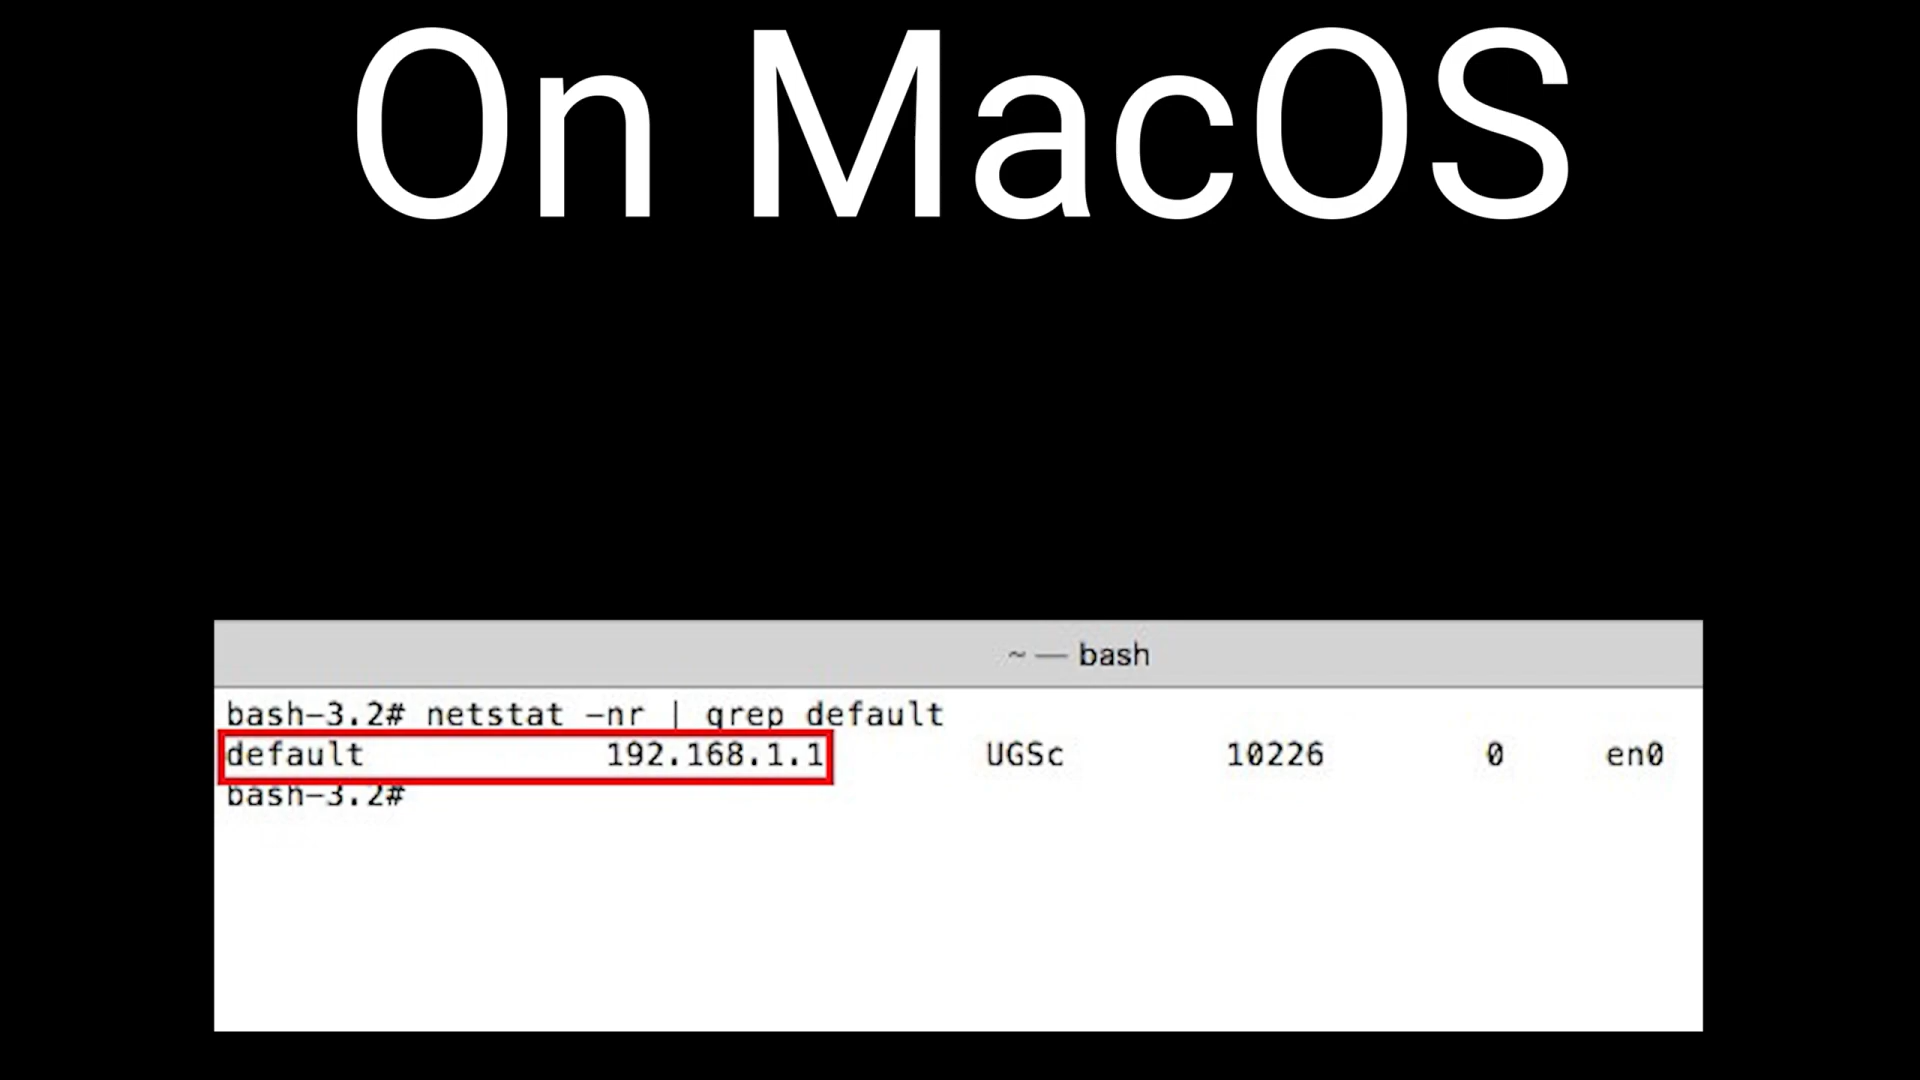 On MacOS
~ — bash
bash-3.2# netstat -nr | grep default
default 192.168.1.1 UGSc 10226 0 en0
bash-3.2#